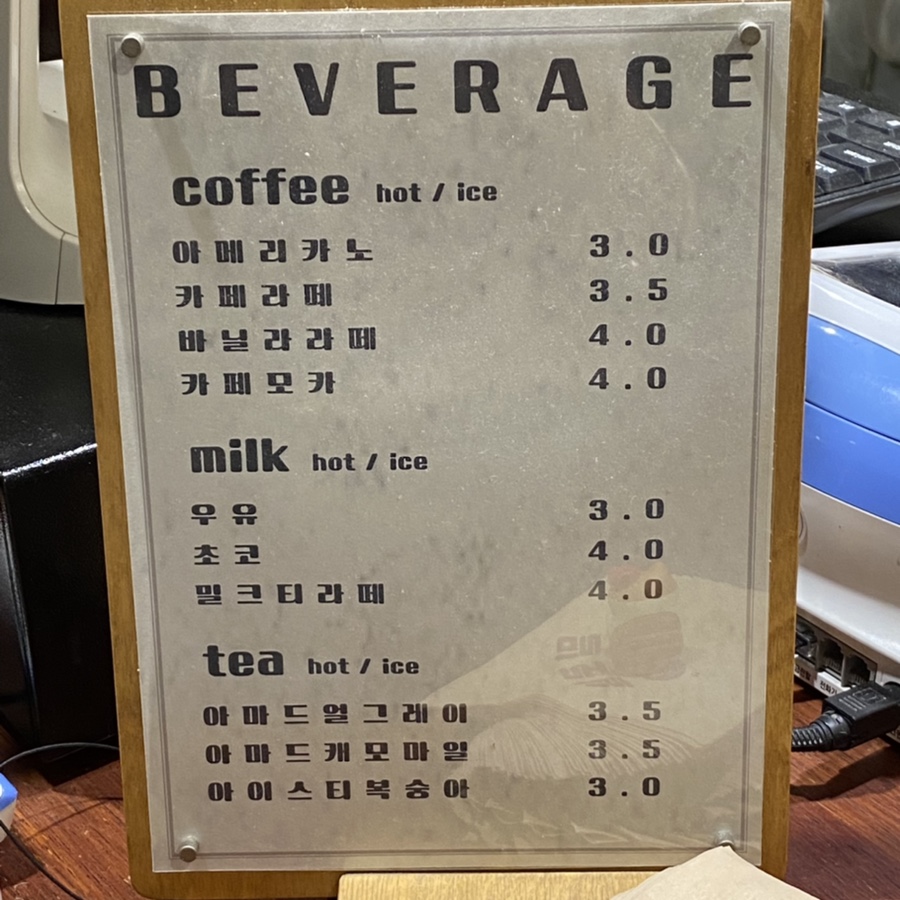 BEVERAGE
coffee hot / ice
아메리카노 3.0
카페라떼 3.5
바닐라라떼 4.0
카페모카 4.0
milk hot / ice
우유 3.0
초코 4.0
밀크티라떼 4.0
tea hot / ice
아마드얼그레이 3.5
아마드캐모마일 3.5
아이스티복숭아 3.0